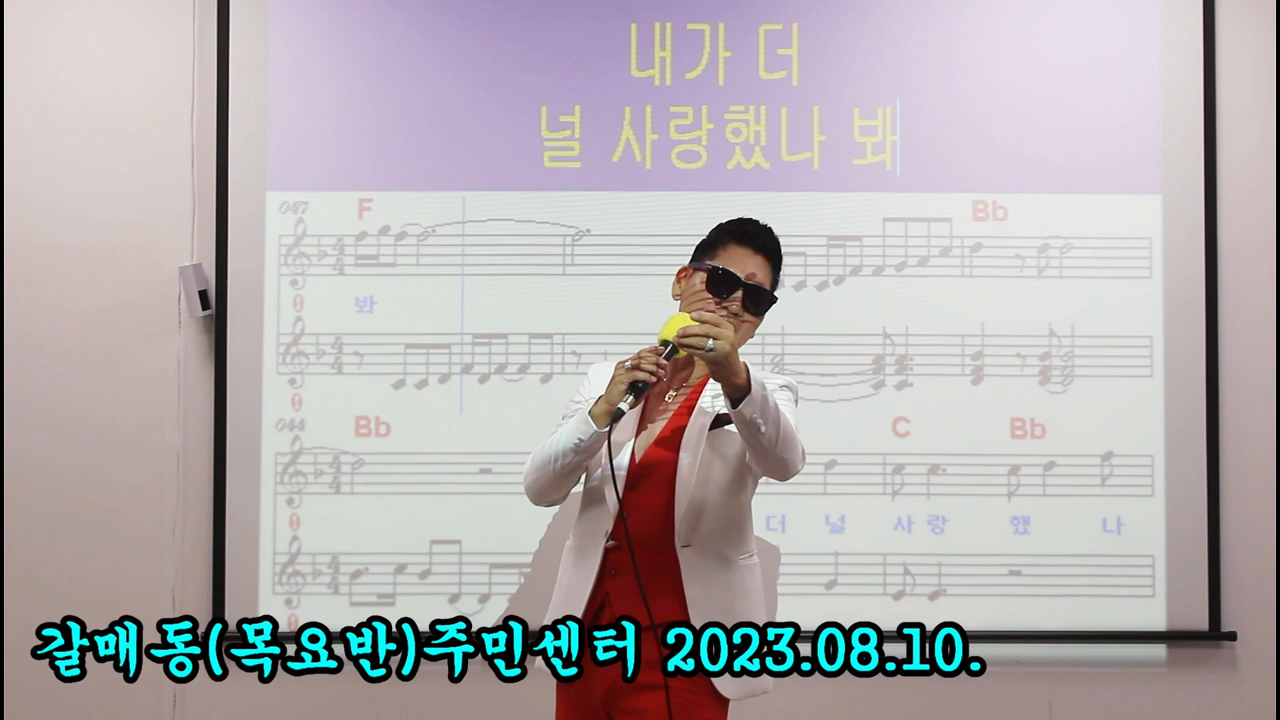 내가 더
널 사랑했나 봐
047 F Bb
봐
044 Bb C Bb
더 널 사 랑 했 나
갈매동(목요반)주민센터 2023.08.10.